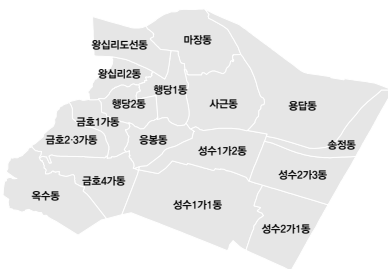 마장동
왕십리도선동
왕십리2동
행당1동
행당2동
사근동
용답동
금호1가동
금호2·3가동
응봉동
송정동
성수1가2동
성수2가3동
금호4가동
옥수동
성수1가1동
성수2가1동